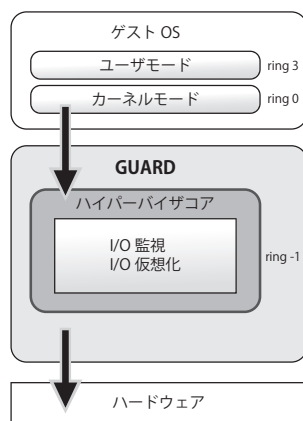 ゲスト OS
ユーザモード
ring 3
カーネルモード
ring 0
GUARD
ハイパーバイザコア
I/O 監視
I/O 仮想化
ring -1
ハードウェア